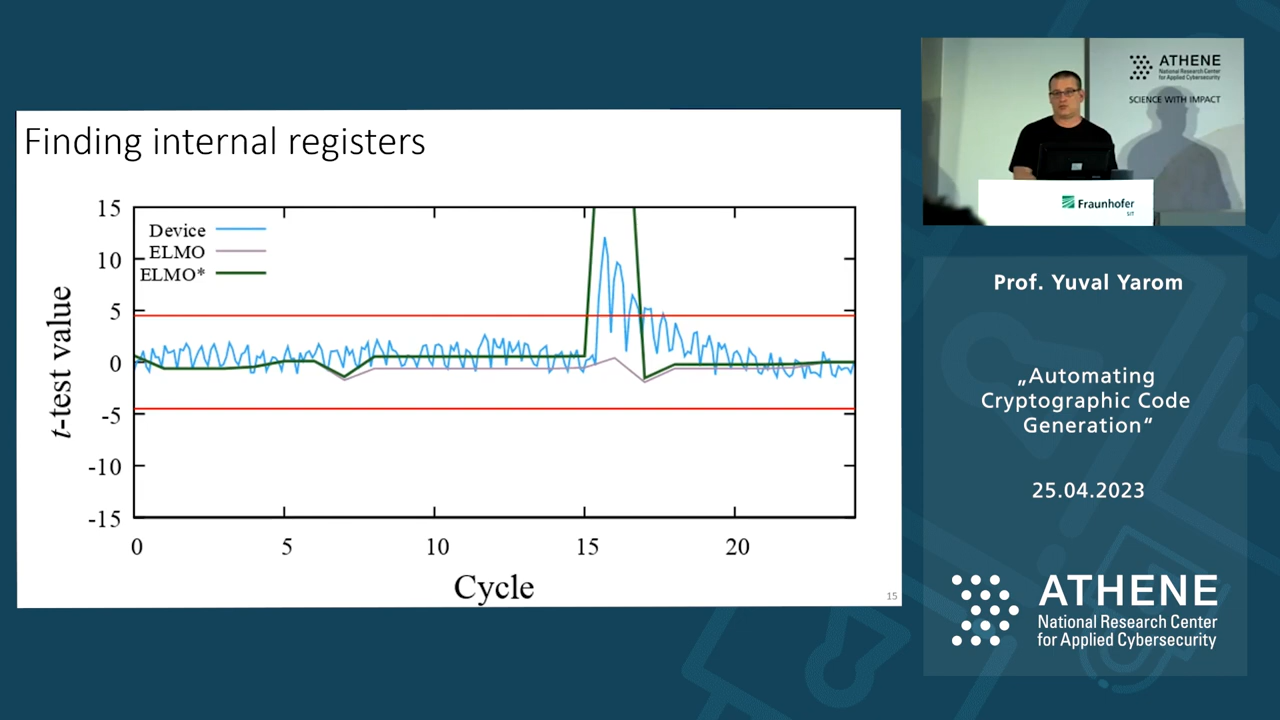 Finding internal registers
15
10
5
0
-5
-10
-15
t-test value
Device
ELMO
ELMO*
0
5
10
15
20
Cycle
15
ATHENE
National Research Center
for Applied Cybersecurity
SCIENCE WITH IMPACT
Fraunhofer
SIT
Prof. Yuval Yarom
„Automating
Cryptographic Code
Generation“
25.04.2023
ATHENE
National Research Center
for Applied Cybersecurity